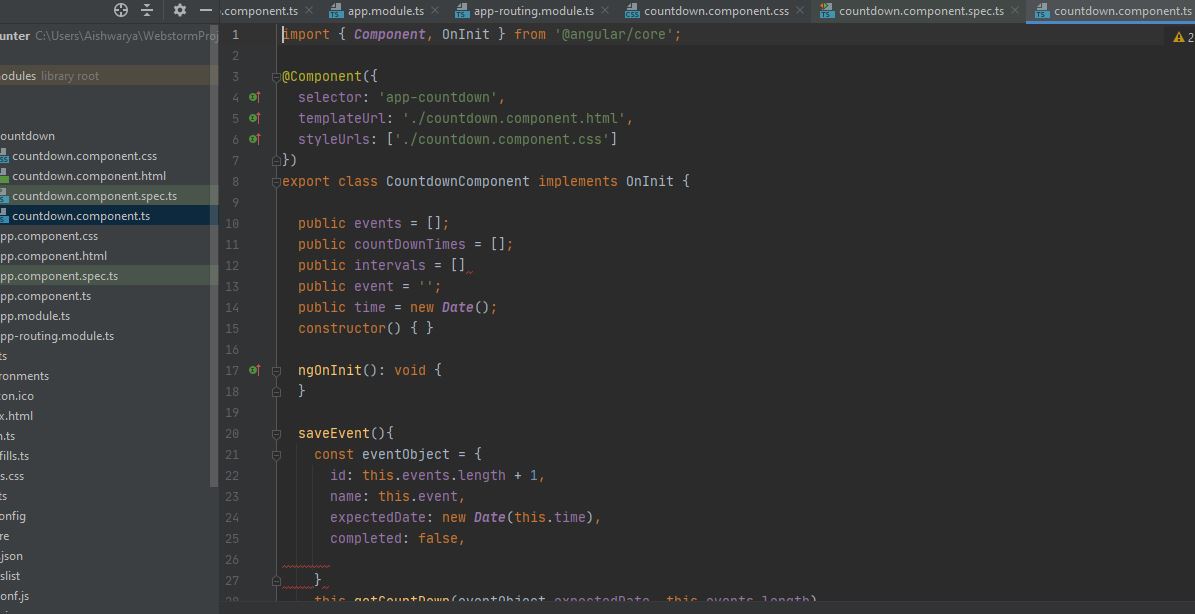 .component.ts
app.module.ts
app-routing.module.ts
countdown.component.css
countdown.component.spec.ts
countdown.component.ts
unter C:\Users\Aishwarya\WebstormProj
odules library root
ountdown
countdown.component.css
countdown.component.html
countdown.component.spec.ts
countdown.component.ts
pp.component.css
pp.component.html
pp.component.spec.ts
pp.component.ts
pp.module.ts
pp-routing.module.ts
ts
ronments
con.ico
x.html
n.ts
fills.ts
s.css
ts
onfig
re
.json
slist
onf.js
2
1 import { Component, OnInit } from '@angular/core';
2
3 @Component({
4 selector: 'app-countdown',
5 templateUrl: './countdown.component.html',
6 styleUrls: ['./countdown.component.css']
7 })
8 export class CountdownComponent implements OnInit {
9
10 public events = [];
11 public countDownTimes = [];
12 public intervals = []
13 public event = '';
14 public time = new Date();
15 constructor() { }
16
17 ngOnInit(): void {
18 }
19
20 saveEvent(){
21 const eventObject = {
22 id: this.events.length + 1,
23 name: this.event,
24 expectedDate: new Date(this.time),
25 completed: false,
26
27 }
28 this.getCountDown(eventObject.expectedDate, this.events.length)